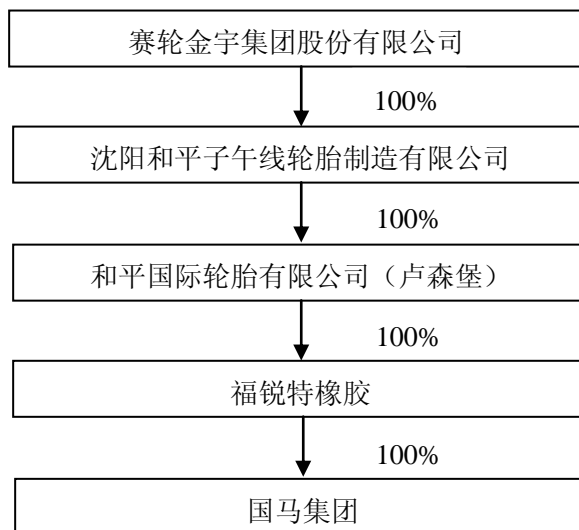 赛轮金宇集团股份有限公司
100%
沈阳和平子午线轮胎制造有限公司
100%
和平国际轮胎有限公司（卢森堡）
100%
福锐特橡胶
100%
国马集团